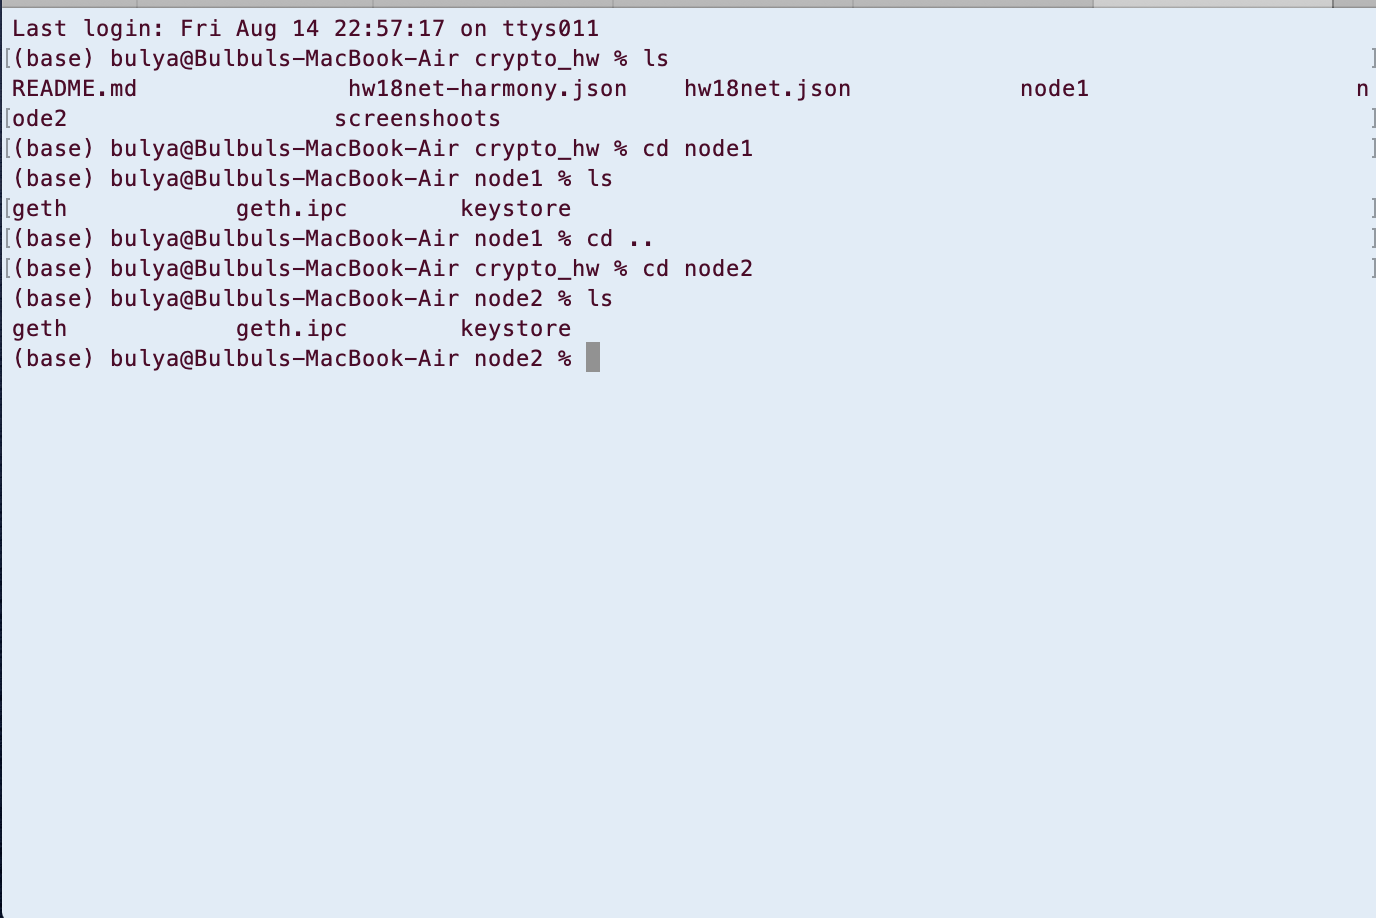 Last login: Fri Aug 14 22:57:17 on ttys011
[(base) bulya@Bulbuls-MacBook-Air crypto_hw % ls ]
README.md hw18net-harmony.json hw18net.json node1 n
[ode2 screenshoots ]
[(base) bulya@Bulbuls-MacBook-Air crypto_hw % cd node1 ]
(base) bulya@Bulbuls-MacBook-Air node1 % ls
[geth geth.ipc keystore ]
[(base) bulya@Bulbuls-MacBook-Air node1 % cd .. ]
[(base) bulya@Bulbuls-MacBook-Air crypto_hw % cd node2 ]
(base) bulya@Bulbuls-MacBook-Air node2 % ls
geth geth.ipc keystore
(base) bulya@Bulbuls-MacBook-Air node2 %